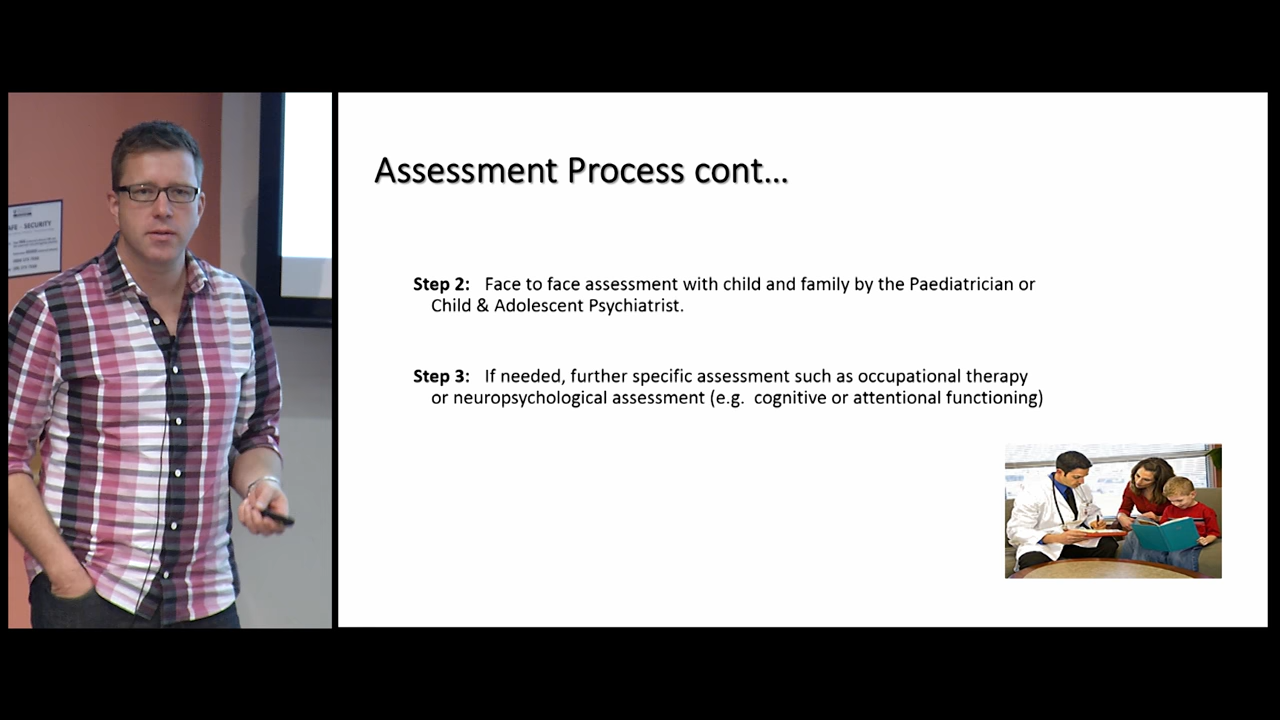 AFE - SECURITY
Assessment Process cont...
Step 2: Face to face assessment with child and family by the Paediatrician or
Child & Adolescent Psychiatrist.
Step 3: If needed, further specific assessment such as occupational therapy
or neuropsychological assessment (e.g. cognitive or attentional functioning)